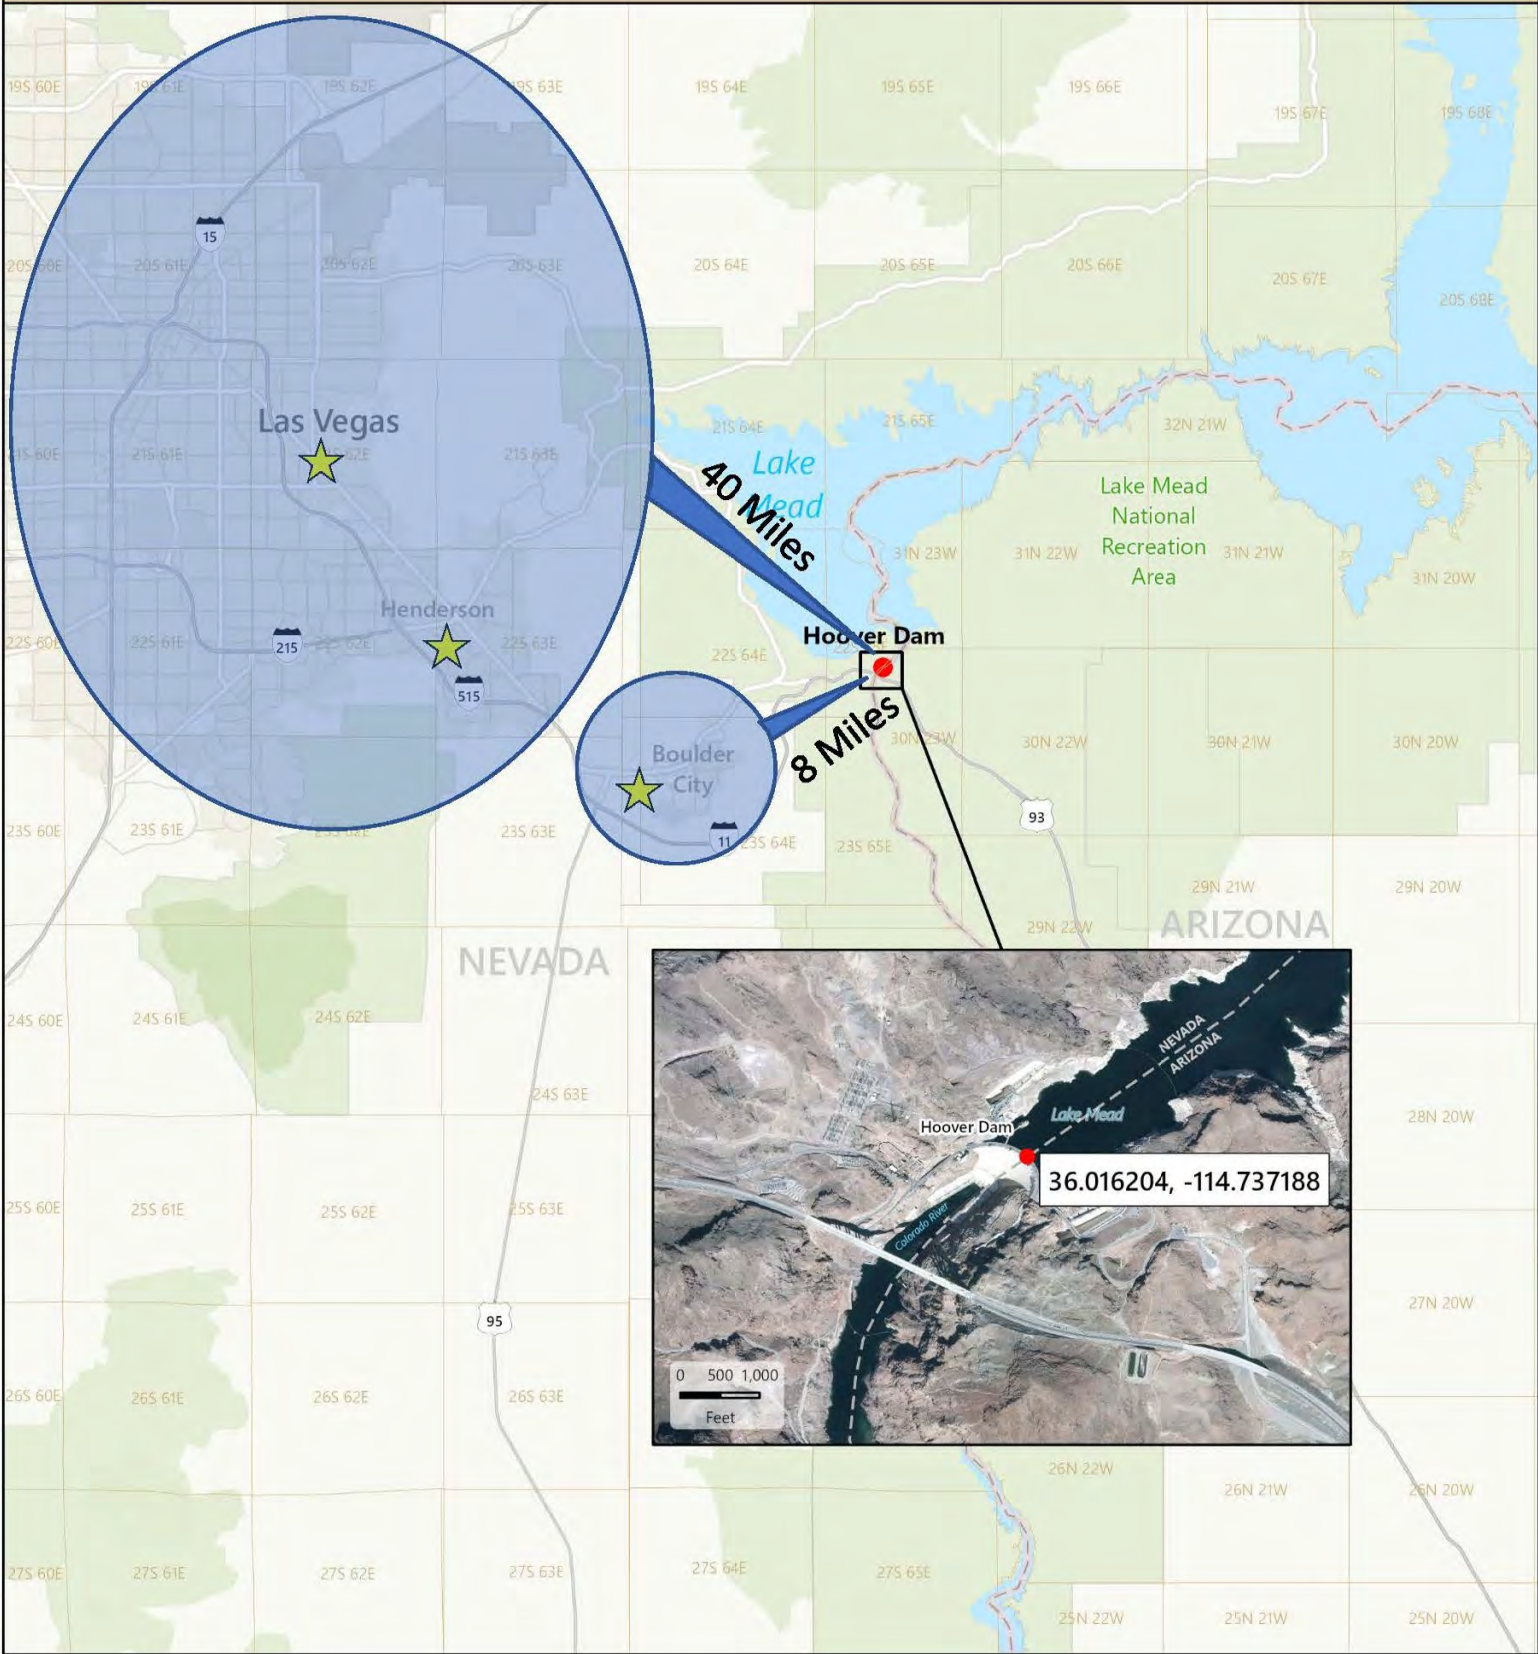 19S 60E
19S 61E
19S 62E
19S 63E
19S 64E
19S 65E
19S 66E
19S 67E
19S 68E
15
20S 60E
20S 61E
20S 62E
20S 63E
20S 64E
20S 65E
20S 66E
20S 67E
20S 68E
Las Vegas
21S 64E
21S 65E
32N 21W
21S 61E
62E
21S 63E
Lake
Mead
40 Miles
Lake Mead
National
Recreation
Area
31N 23W
31N 22W
31N 21W
31N 20W
Henderson
Hoover Dam
22S 60E
22S 61E
215
22S 62E
22S 63E
22S 64E
515
8 Miles
30N 23W
30N 22W
30N 21W
30N 20W
Boulder
City
93
23S 60E
23S 61E
23S 63E
11
23S 64E
23S 65E
29N 21W
29N 20W
29N 22W
ARIZONA
NEVADA
24S 60E
24S 61E
24S 62E
24S 63E
NEVADA
ARIZONA
Lake Mead
Hoover Dam
28N 20W
36.016204, -114.737188
Colorado River
25S 60E
25S 61E
25S 62E
25S 63E
27N 20W
95
0 500 1,000
Feet
26S 60E
26S 61E
26S 62E
26S 63E
26N 22W
26N 21W
26N 20W
27S 60E
27S 61E
27S 62E
27S 63E
27S 64E
27S 65E
25N 22W
25N 21W
25N 20W